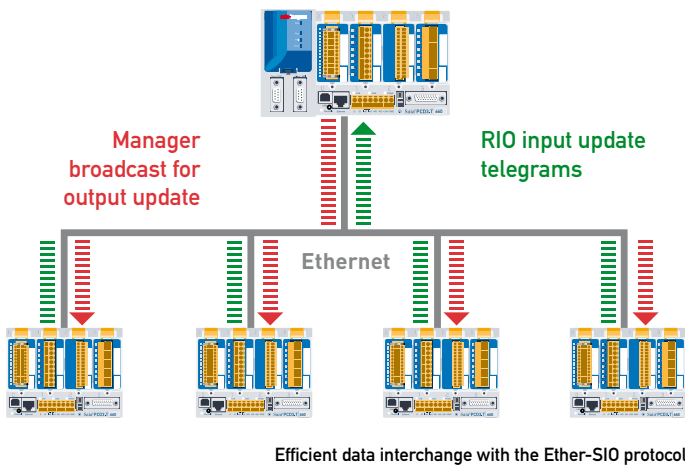 Manager
broadcast for
output update
RIO input update
telegrams
Ethernet
Efficient data interchange with the Ether-SIO protocol